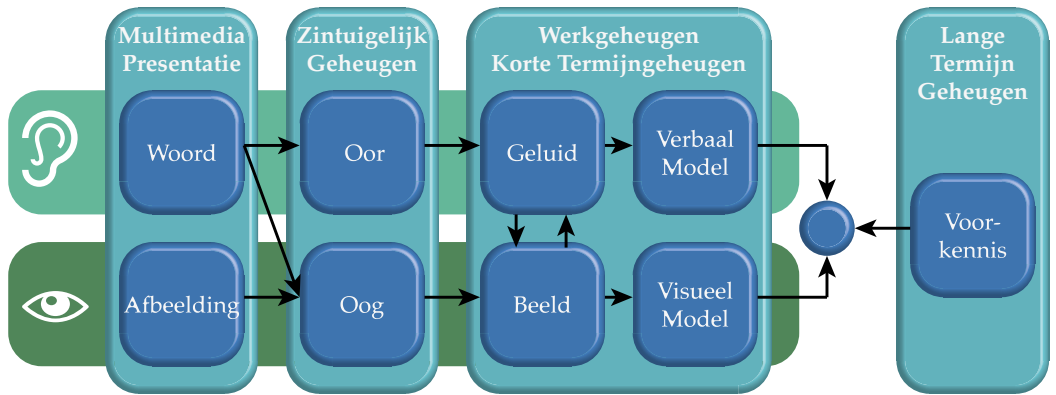 Multimedia
Presentatie
Zintuigelijk
Geheugen
Werkgeheugen
Korte Termijngeheugen
Lange
Termijn
Geheugen
Woord
Oor
Geluid
Verbaal
Model
Voor-
kennis
Afbeelding
Oog
Beeld
Visueel
Model